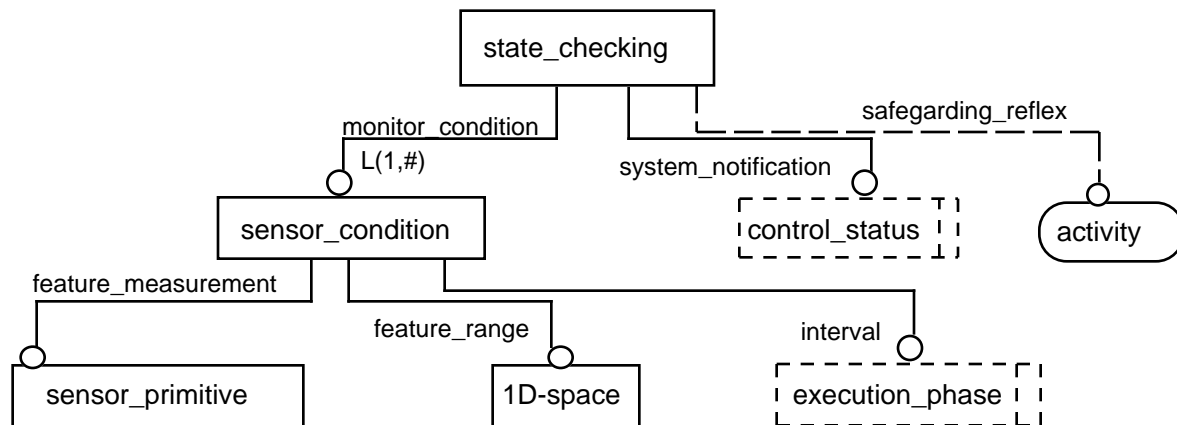 state_checking
safegarding_reflex
monitor_condition
L(1,#)
system_notification
sensor_condition
control_status
activity
feature_measurement
feature_range
interval
sensor_primitive
1D-space
execution_phase